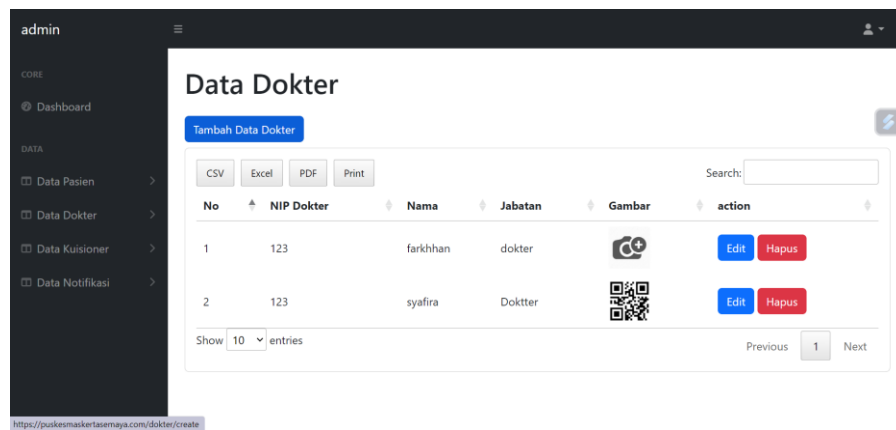 admin
CORE
Dashboard
DATA
Data Pasien
Data Dokter
Data Kuisioner
Data Notifikasi
Data Dokter
Tambah Data Dokter
CSV Excel PDF Print Search:
No NIP Dokter Nama Jabatan Gambar action
1 123 farkhhan dokter Edit Hapus
2 123 syafira Doktter Edit Hapus
Show 10 entries Previous 1 Next
https://puskesmaskertasemaya.com/dokter/create